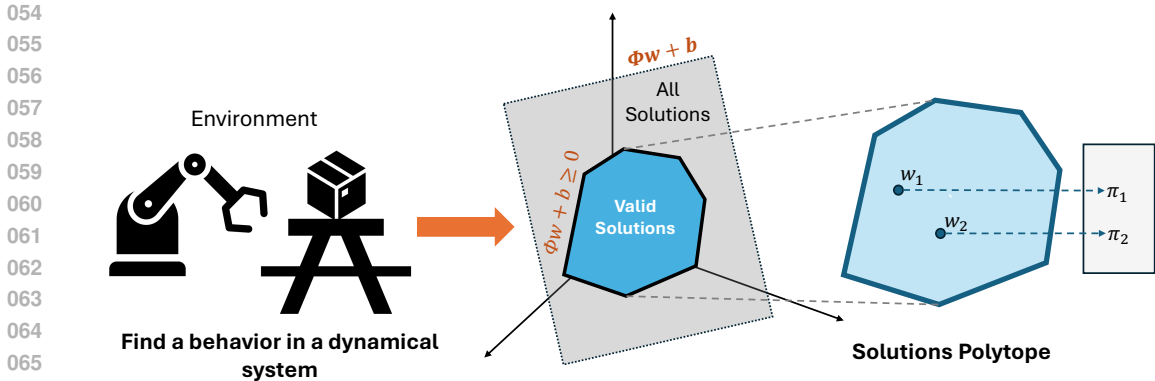 054
055
056
057
058
059
060
061
062
063
064
065
Environment
Find a behavior in a dynamical
system
Φw + b
All
Solutions
Φw + b ≥ 0
Valid
Solutions
w₁
w₂
π₁
π₂
Solutions Polytope